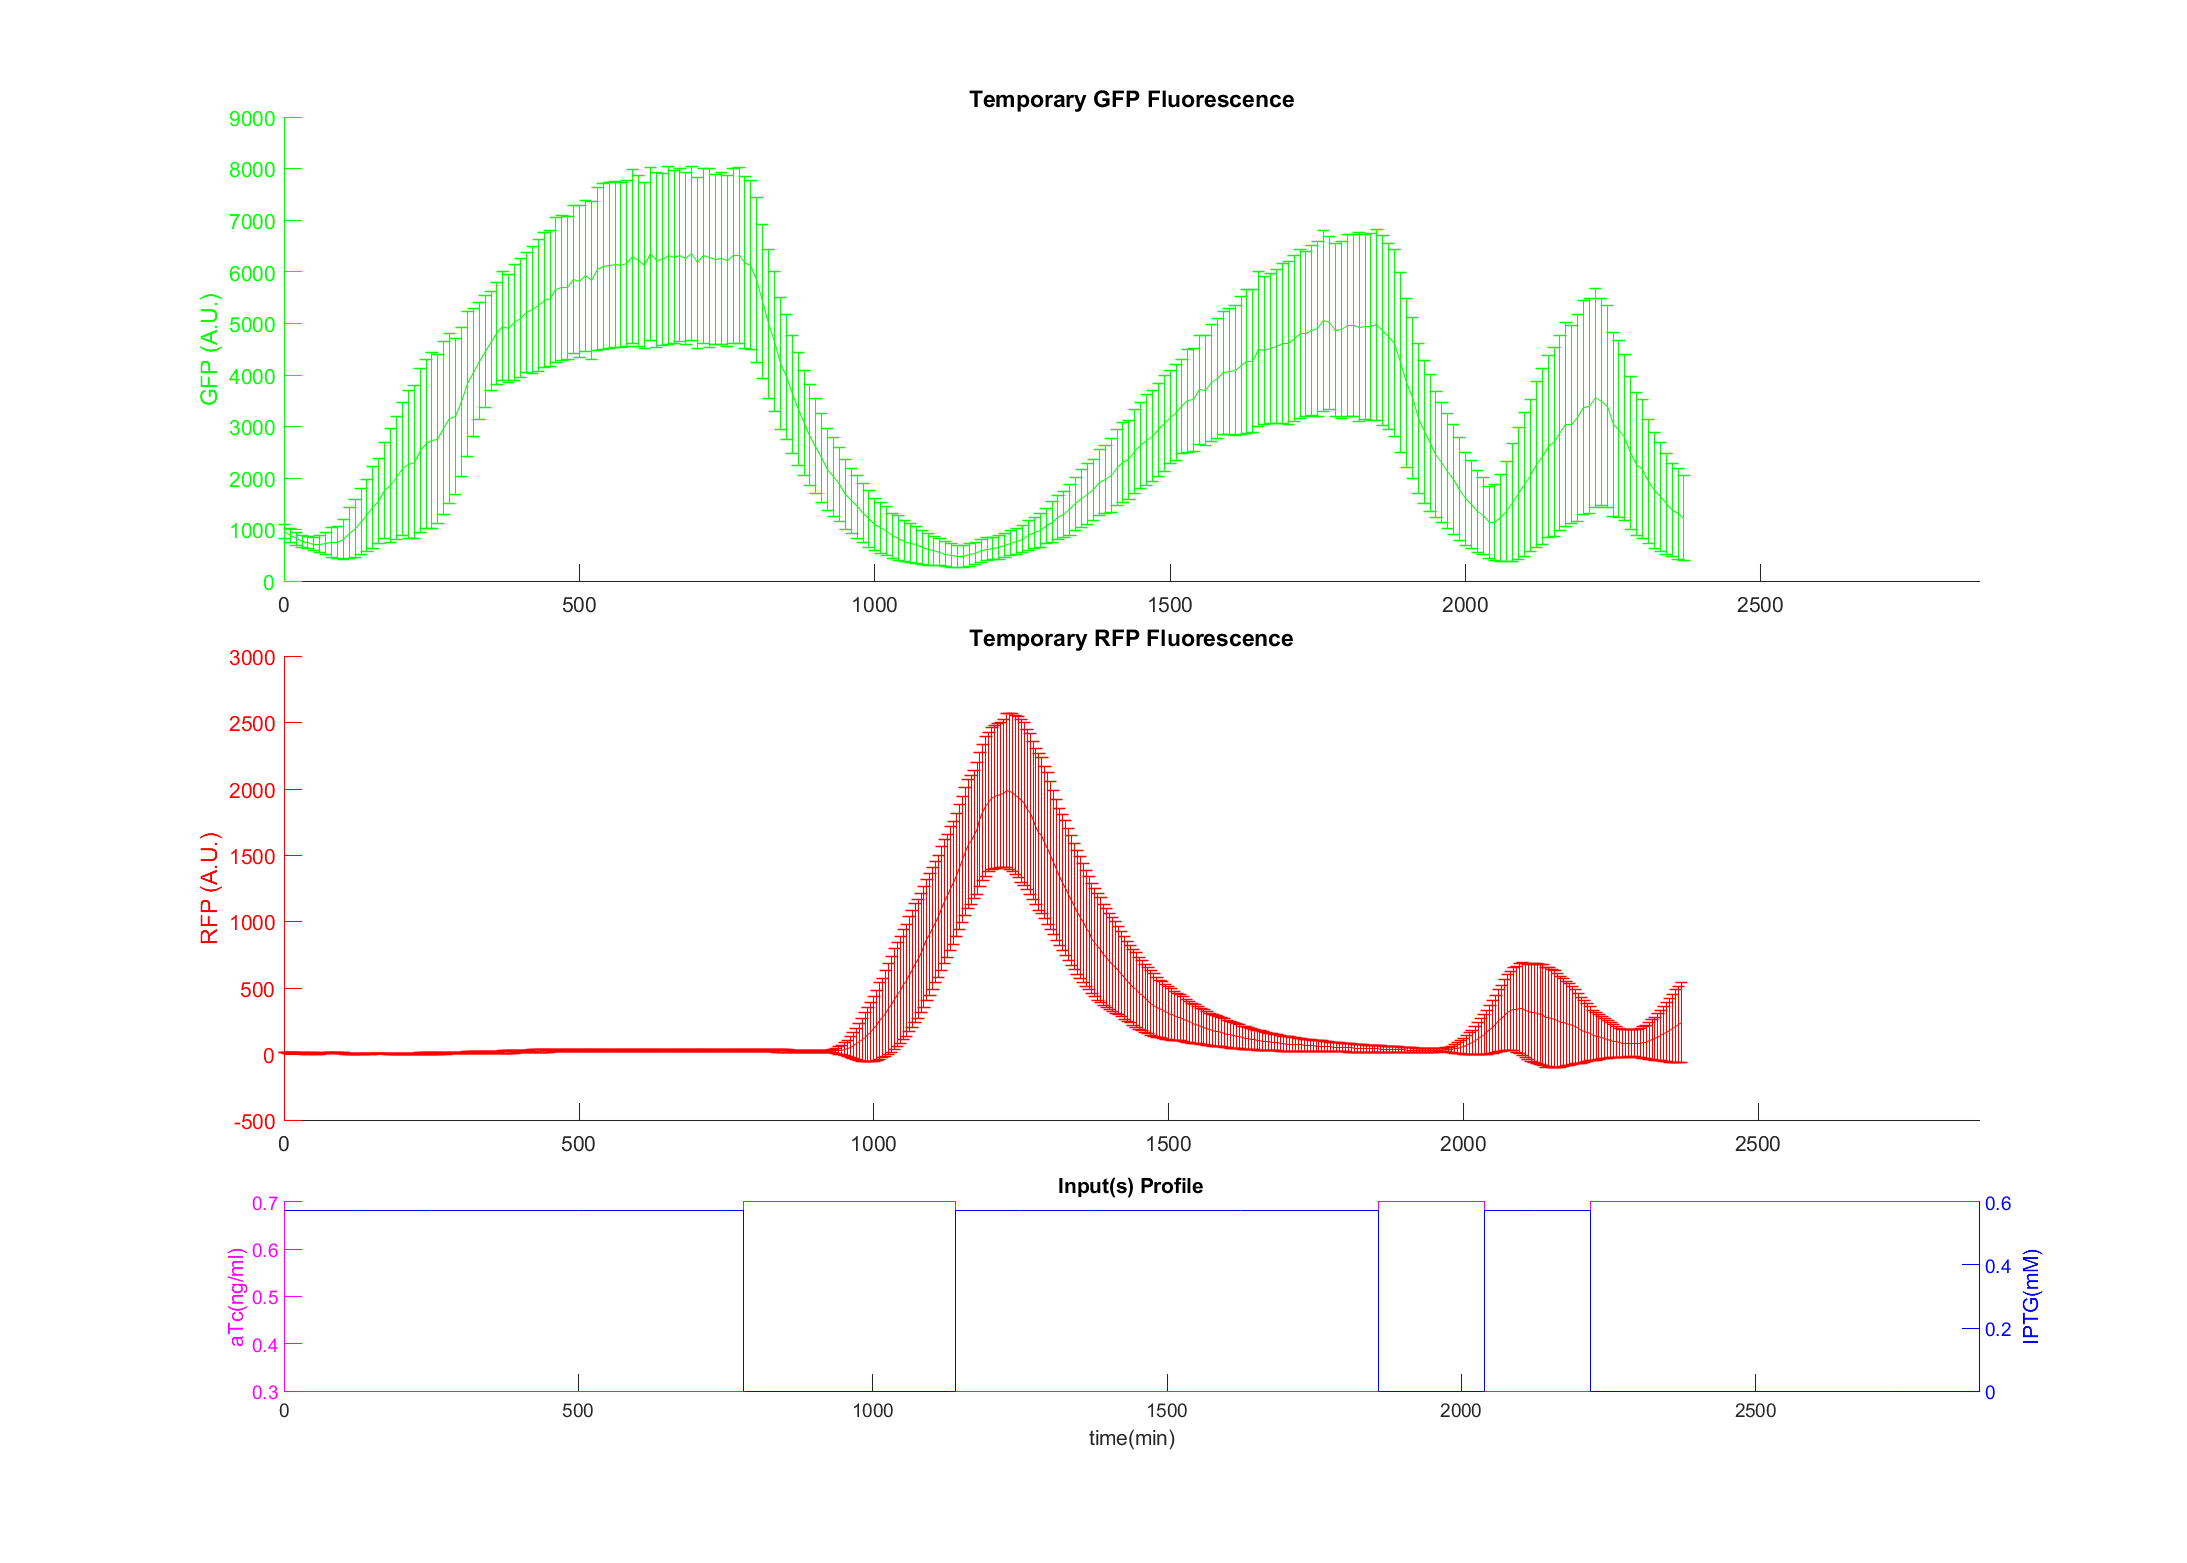 Temporary GFP Fluorescence
9000
8000
7000
6000
5000
4000
3000
2000
1000
0
GFP (A.U.)
0 500 1000 1500 2000 2500
Temporary RFP Fluorescence
3000
2500
2000
1500
1000
500
0
-500
RFP (A.U.)
0 500 1000 1500 2000 2500
Input(s) Profile
0.7
0.6
0.5
0.4
0.3
aTc(ng/ml)
0.6
0.4
0.2
0
IPTG(mM)
0 500 1000 1500 2000 2500
time(min)